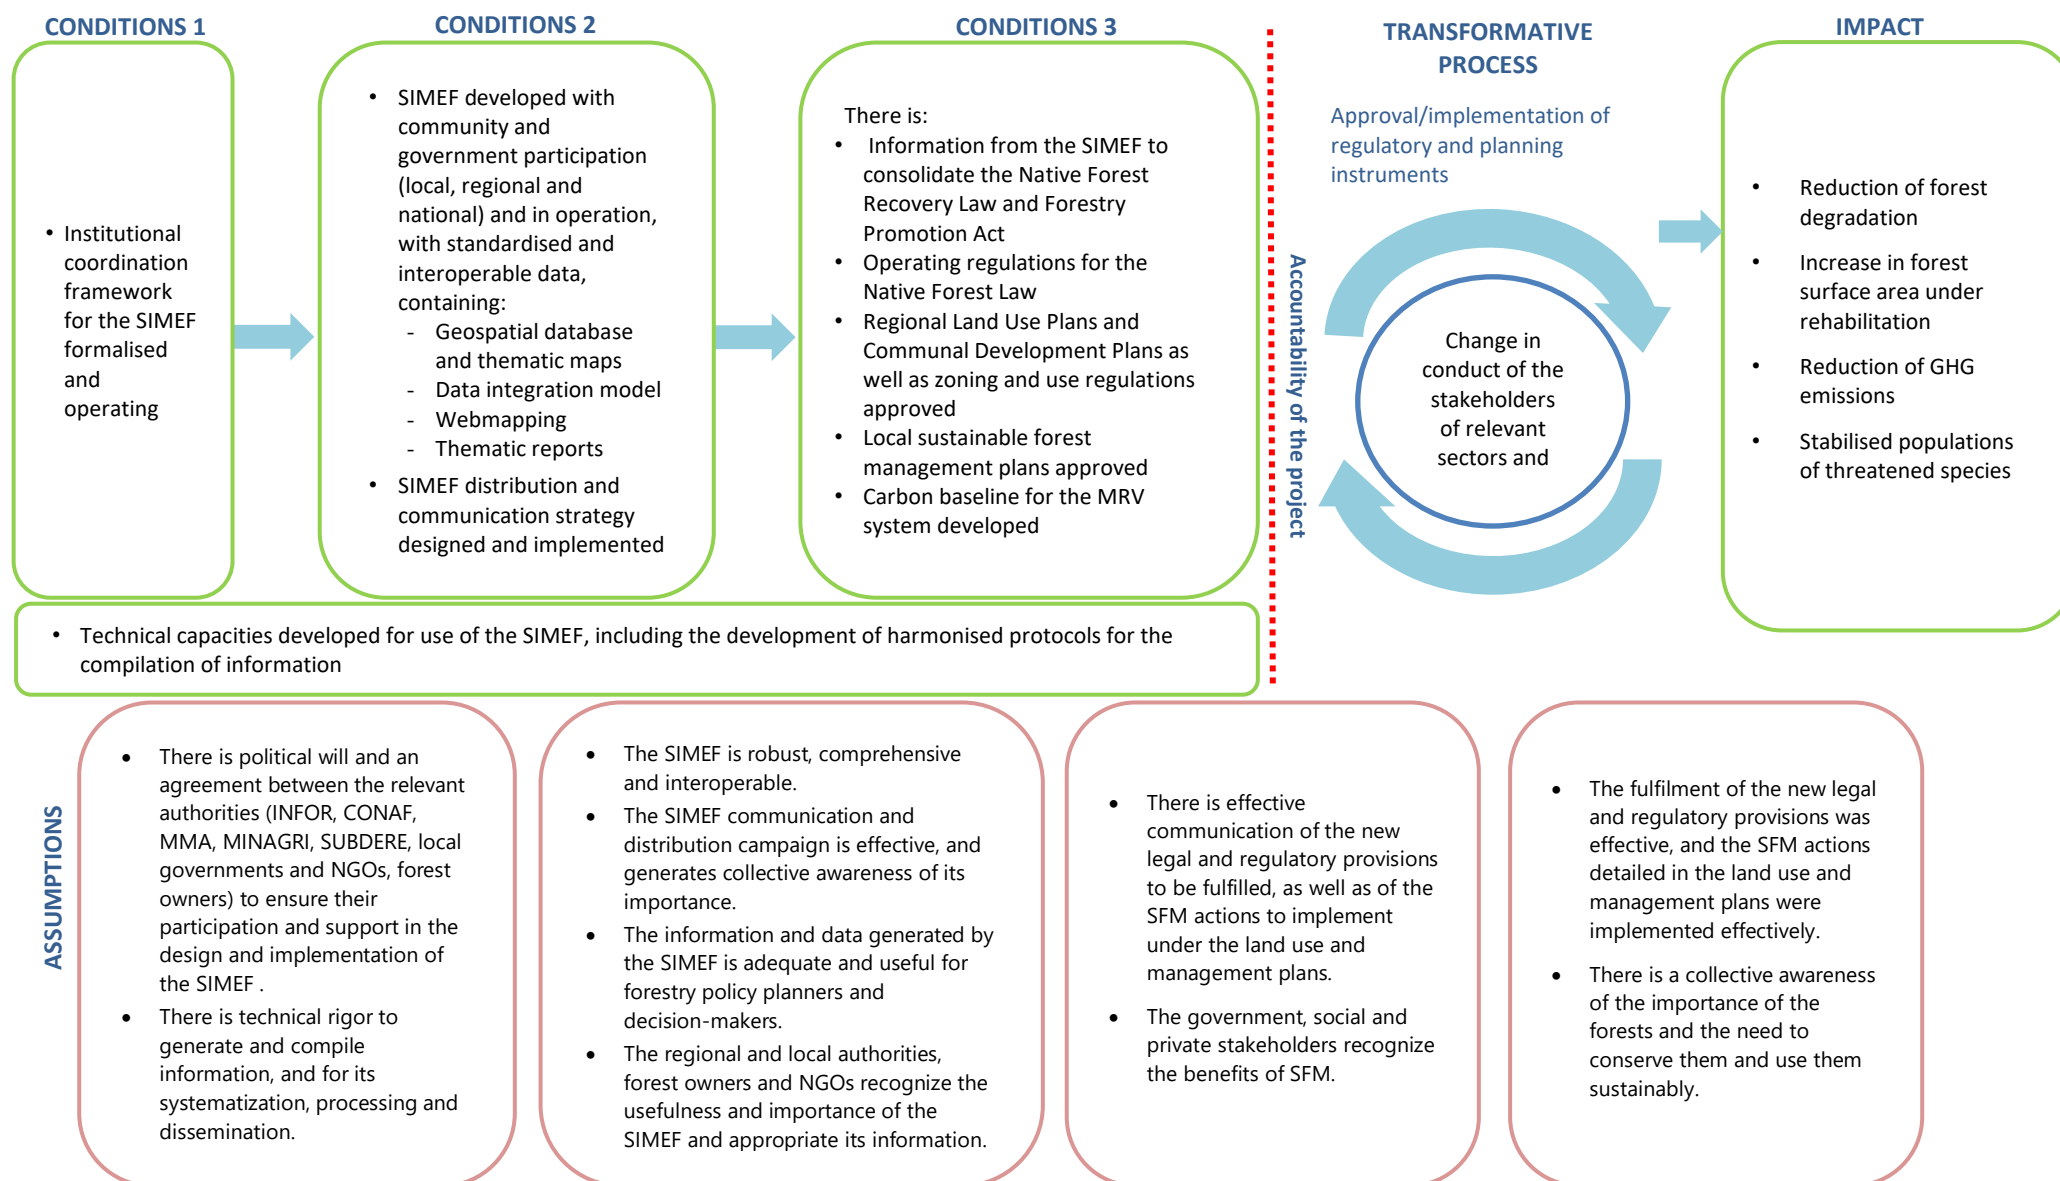 CONDITIONS 1
• Institutional
coordination
framework
for the SIMEF
formalised
and
operating
CONDITIONS 2
• SIMEF developed with
community and
government participation
(local, regional and
national) and in operation,
with standardised and
interoperable data,
containing:
- Geospatial database
and thematic maps
- Data integration model
- Webmapping
- Thematic reports
• SIMEF distribution and
communication strategy
designed and implemented
CONDITIONS 3
There is:
• Information from the SIMEF to
consolidate the Native Forest
Recovery Law and Forestry
Promotion Act
• Operating regulations for the
Native Forest Law
• Regional Land Use Plans and
Communal Development Plans as
well as zoning and use regulations
approved
• Local sustainable forest
management plans approved
• Carbon baseline for the MRV
system developed
Accountability of the project
TRANSFORMATIVE
PROCESS
Approval/implementation of
regulatory and planning
instruments
Change in
conduct of the
stakeholders
of relevant
sectors and
IMPACT
• Reduction of forest
degradation
• Increase in forest
surface area under
rehabilitation
• Reduction of GHG
emissions
• Stabilised populations
of threatened species
• Technical capacities developed for use of the SIMEF, including the development of harmonised protocols for the
compilation of information
ASSUMPTIONS
• There is political will and an
agreement between the relevant
authorities (INFOR, CONAF,
MMA, MINAGRI, SUBDERE, local
governments and NGOs, forest
owners) to ensure their
participation and support in the
design and implementation of
the SIMEF .
• There is technical rigor to
generate and compile
information, and for its
systematization, processing and
dissemination.
• The SIMEF is robust, comprehensive
and interoperable.
• The SIMEF communication and
distribution campaign is effective, and
generates collective awareness of its
importance.
• The information and data generated by
the SIMEF is adequate and useful for
forestry policy planners and
decision-makers.
• The regional and local authorities,
forest owners and NGOs recognize the
usefulness and importance of the
SIMEF and appropriate its information.
• There is effective
communication of the new
legal and regulatory provisions
to be fulfilled, as well as of the
SFM actions to implement
under the land use and
management plans.
• The government, social and
private stakeholders recognize
the benefits of SFM.
• The fulfilment of the new legal
and regulatory provisions was
effective, and the SFM actions
detailed in the land use and
management plans were
implemented effectively.
• There is a collective awareness
of the importance of the
forests and the need to
conserve them and use them
sustainably.